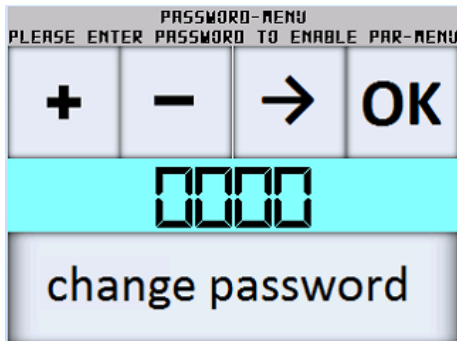 PASSWORD-MENU
PLEASE ENTER PASSWORD TO ENABLE PAR-MENU
+ − → OK
0000
change password